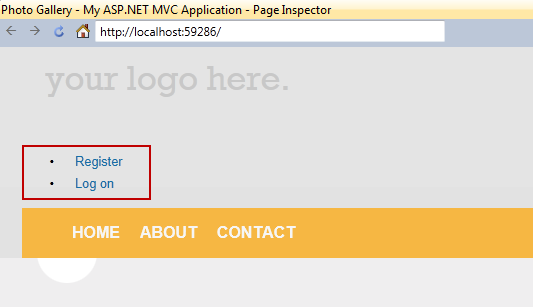 Photo Gallery - My ASP.NET MVC Application - Page Inspector
http://localhost:59286/
your logo here.
• Register
• Log on
HOME ABOUT CONTACT